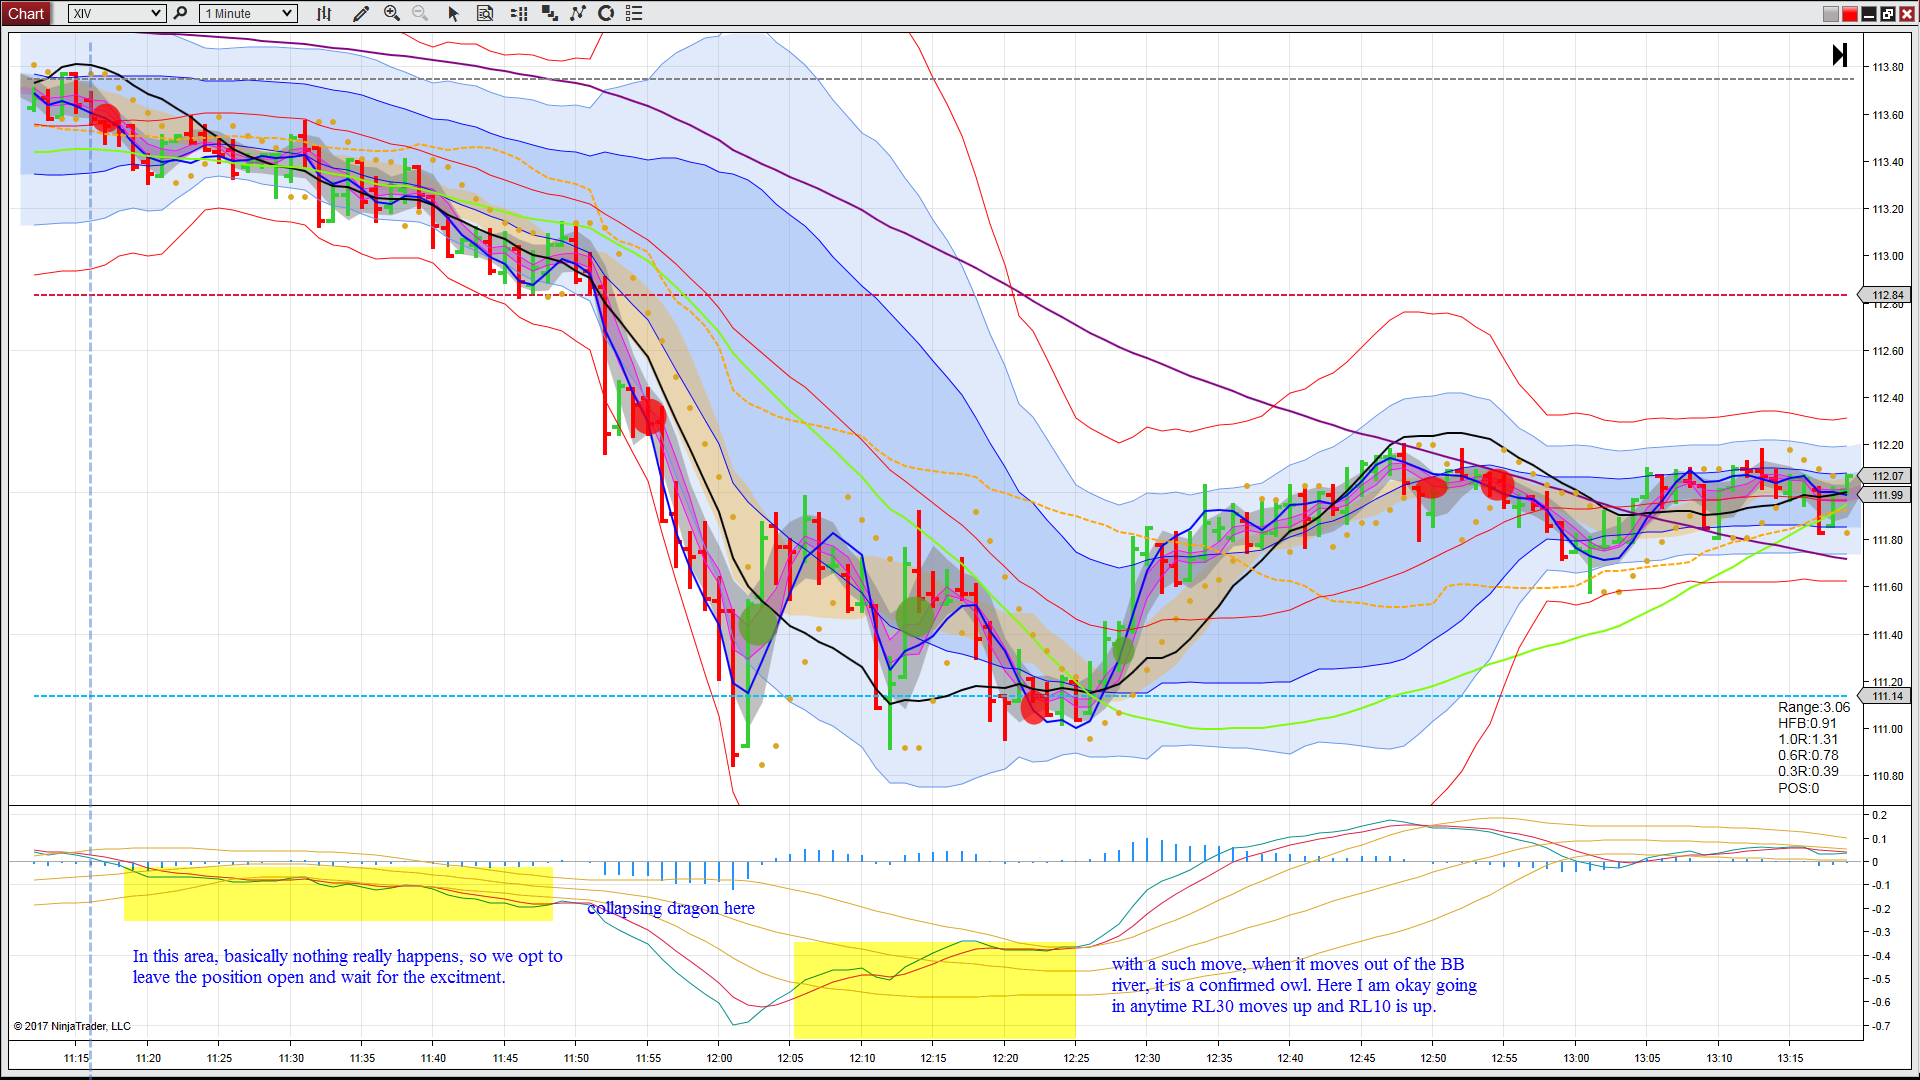 Chart XIV 1 Minute
113.80
113.60
113.40
113.20
113.00
112.84
112.80
112.60
112.40
112.20
112.07
111.99
111.80
111.60
111.40
111.20
111.14
111.00
110.80
Range:3.06
HFB:0.91
1.0R:1.31
0.6R:0.78
0.3R:0.39
POS:0
0.2
0.1
0
-0.1
-0.2
-0.3
-0.4
-0.5
-0.6
-0.7
collapsing dragon here
In this area, basically nothing really happens, so we opt to
leave the position open and wait for the excitment.
with a such move, when it moves out of the BB
river, it is a confirmed owl. Here I am okay going
in anytime RL30 moves up and RL10 is up.
© 2017 NinjaTrader, LLC
11:15 11:20 11:25 11:30 11:35 11:40 11:45 11:50 11:55 12:00 12:05 12:10 12:15 12:20 12:25 12:30 12:35 12:40 12:45 12:50 12:55 13:00 13:05 13:10 13:15